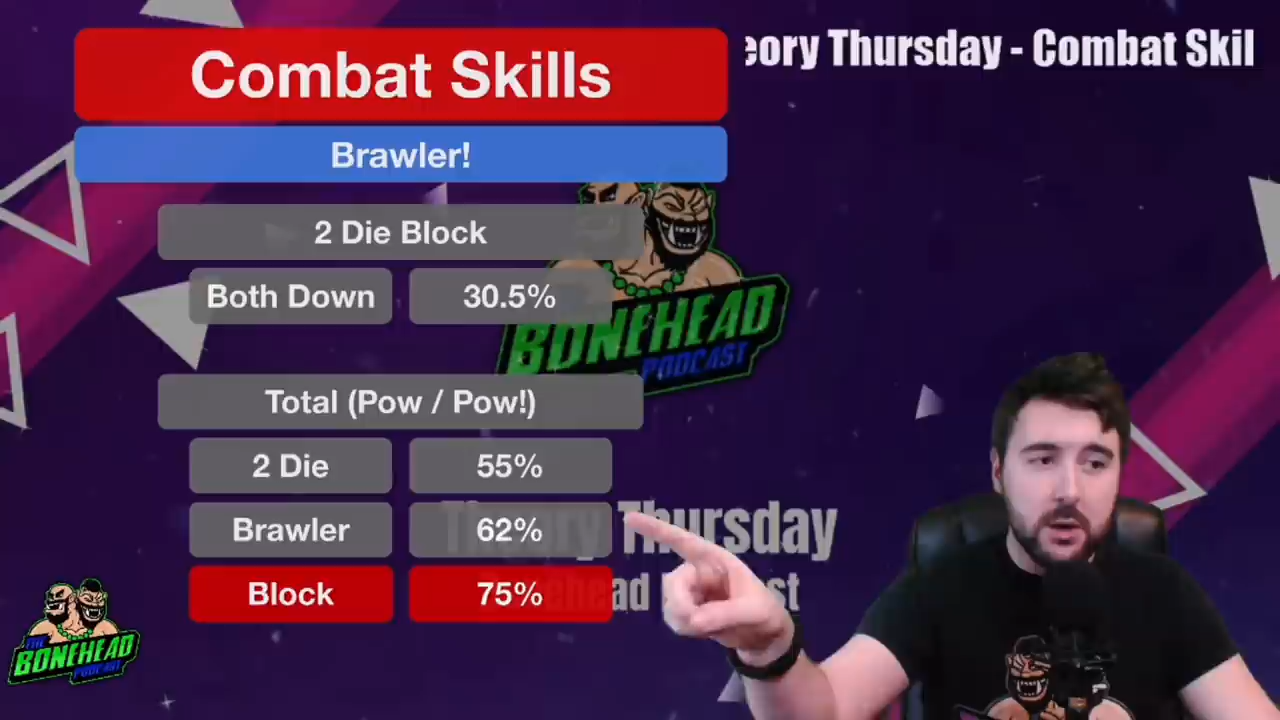 Combat Skills
eory Thursday - Combat Skil
Brawler!
2 Die Block
Both Down 30.5%
BONEHEAD
PODCAST
Total (Pow / Pow!)
2 Die 55%
Brawler 62%
Theory Thursday
Block 75%
THE
BONEHEAD
PODCAST